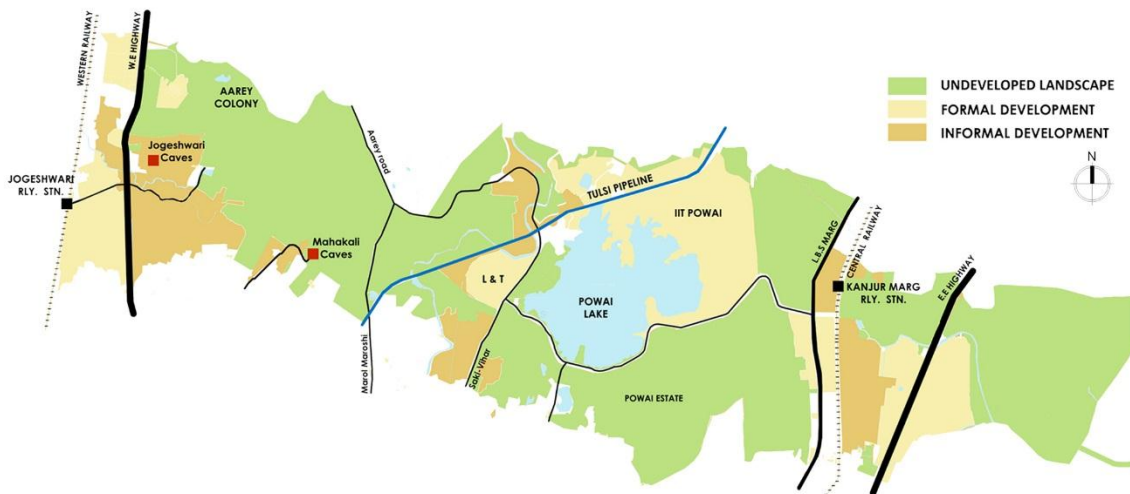 WESTERN RAILWAY
W.E HIGHWAY
AAREY
COLONY
Jogeshwari
Caves
JOGESHWARI
RLY. STN.
Mahakali
Caves
Aarey road
Marol Maroshi
TULSI PIPELINE
L & T
Saki-Vihar
IIT POWAI
POWAI
LAKE
POWAI ESTATE
L.B.S MARG
CENTRAL RAILWAY
KANJUR MARG
RLY. STN.
E.E HIGHWAY
UNDEVELOPED LANDSCAPE
FORMAL DEVELOPMENT
INFORMAL DEVELOPMENT
N